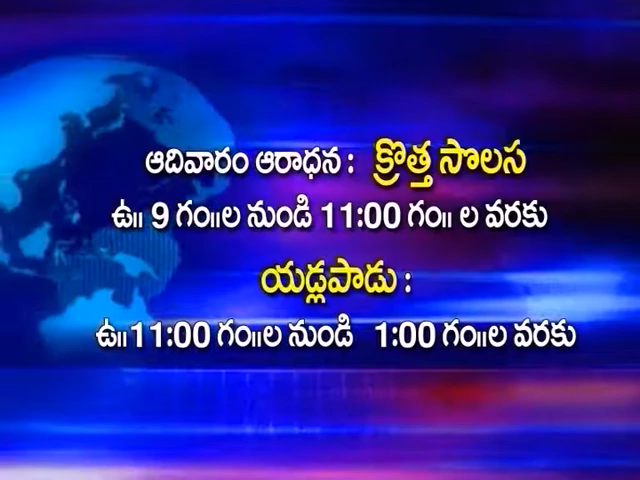 ఆదివారం ఆరాధన : క్రొత్త సొలస
ఉ॥ 9 గం॥ల నుండి 11:00 గం॥ ల వరకు
యడ్లపాడు :
ఉ॥11:00 గం॥ల నుండి 1:00 గం॥ల వరకు